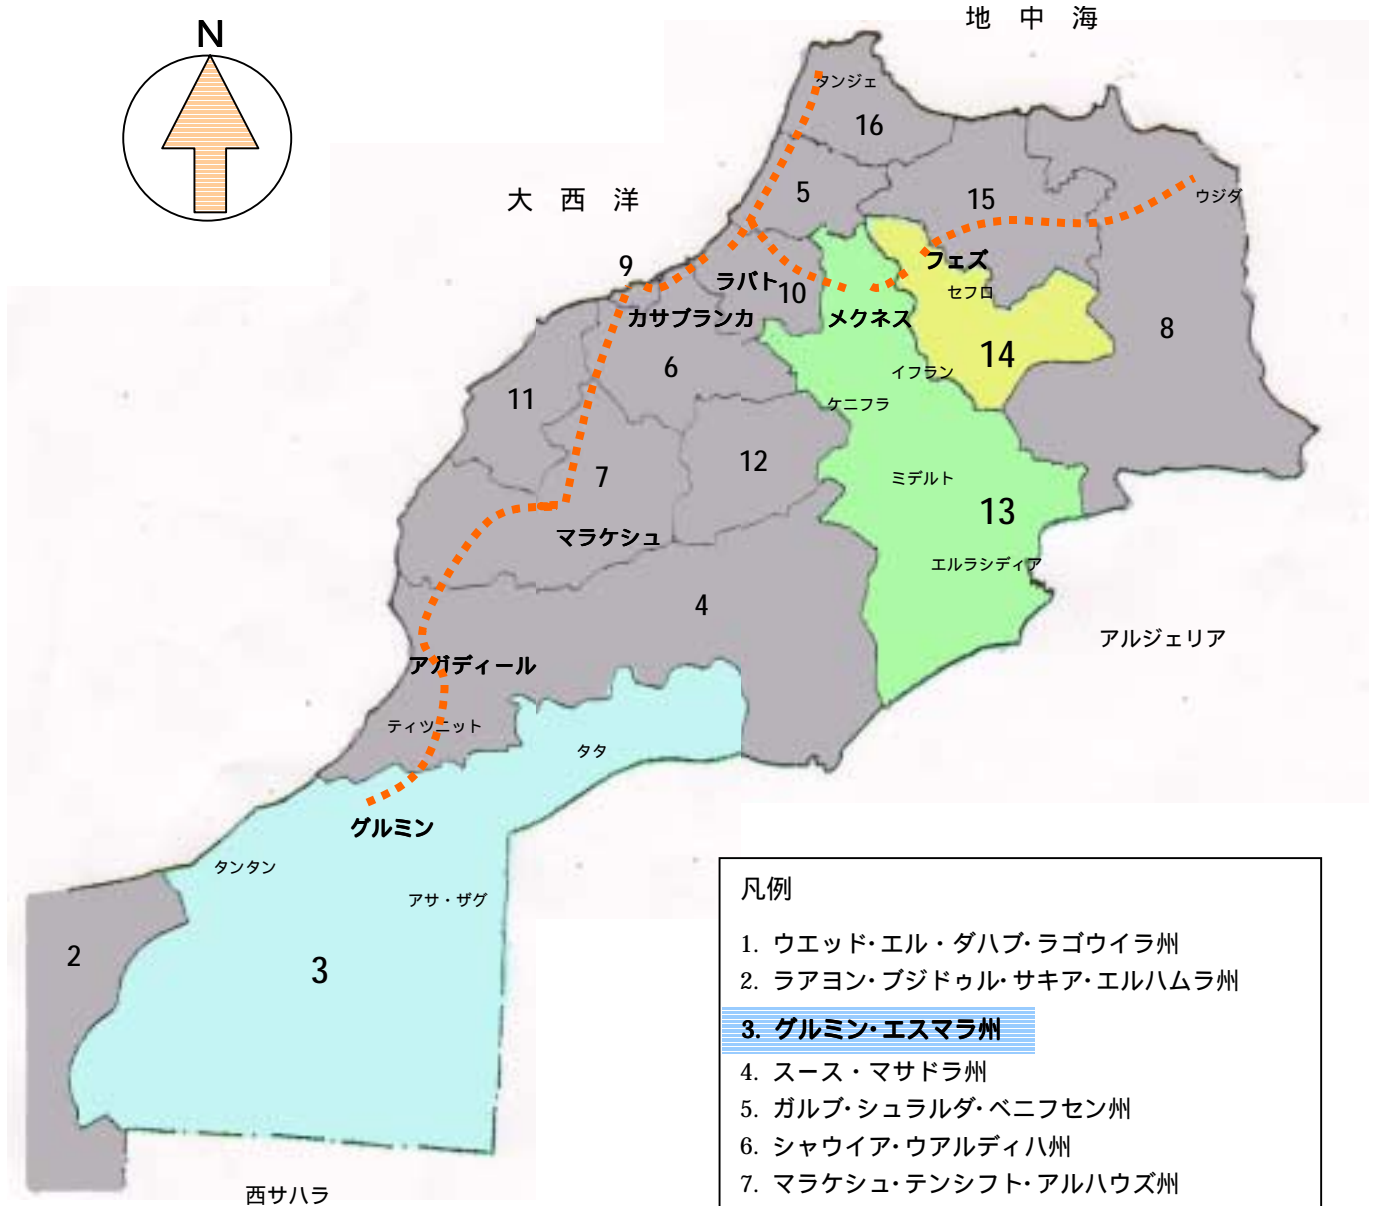 地 中 海
N
タンジェ
16
大 西 洋
5
15
ウジダ
9
フェズ
ラバト
10
セフロ
カサブランカ
メクネス
8
14
6
イフラン
11
ケニフラ
12
7
ミデルト
13
マラケシュ
エルラシディア
4
アルジェリア
アガディール
ティツニット
タタ
グルミン
タンタン
アサ・ザグ
2
3
西サハラ
凡例
1. ウエッド・エル・ダハブ・ラゴウイラ州
2. ラアヨン・ブジドゥル・サキア・エルハムラ州
3. グルミン・エスマラ州
4. スース・マサドラ州
5. ガルブ・シュラルダ・ベニフセン州
6. シャウイア・ウアルディハ州
7. マラケシュ・テンシフト・アルハウズ州